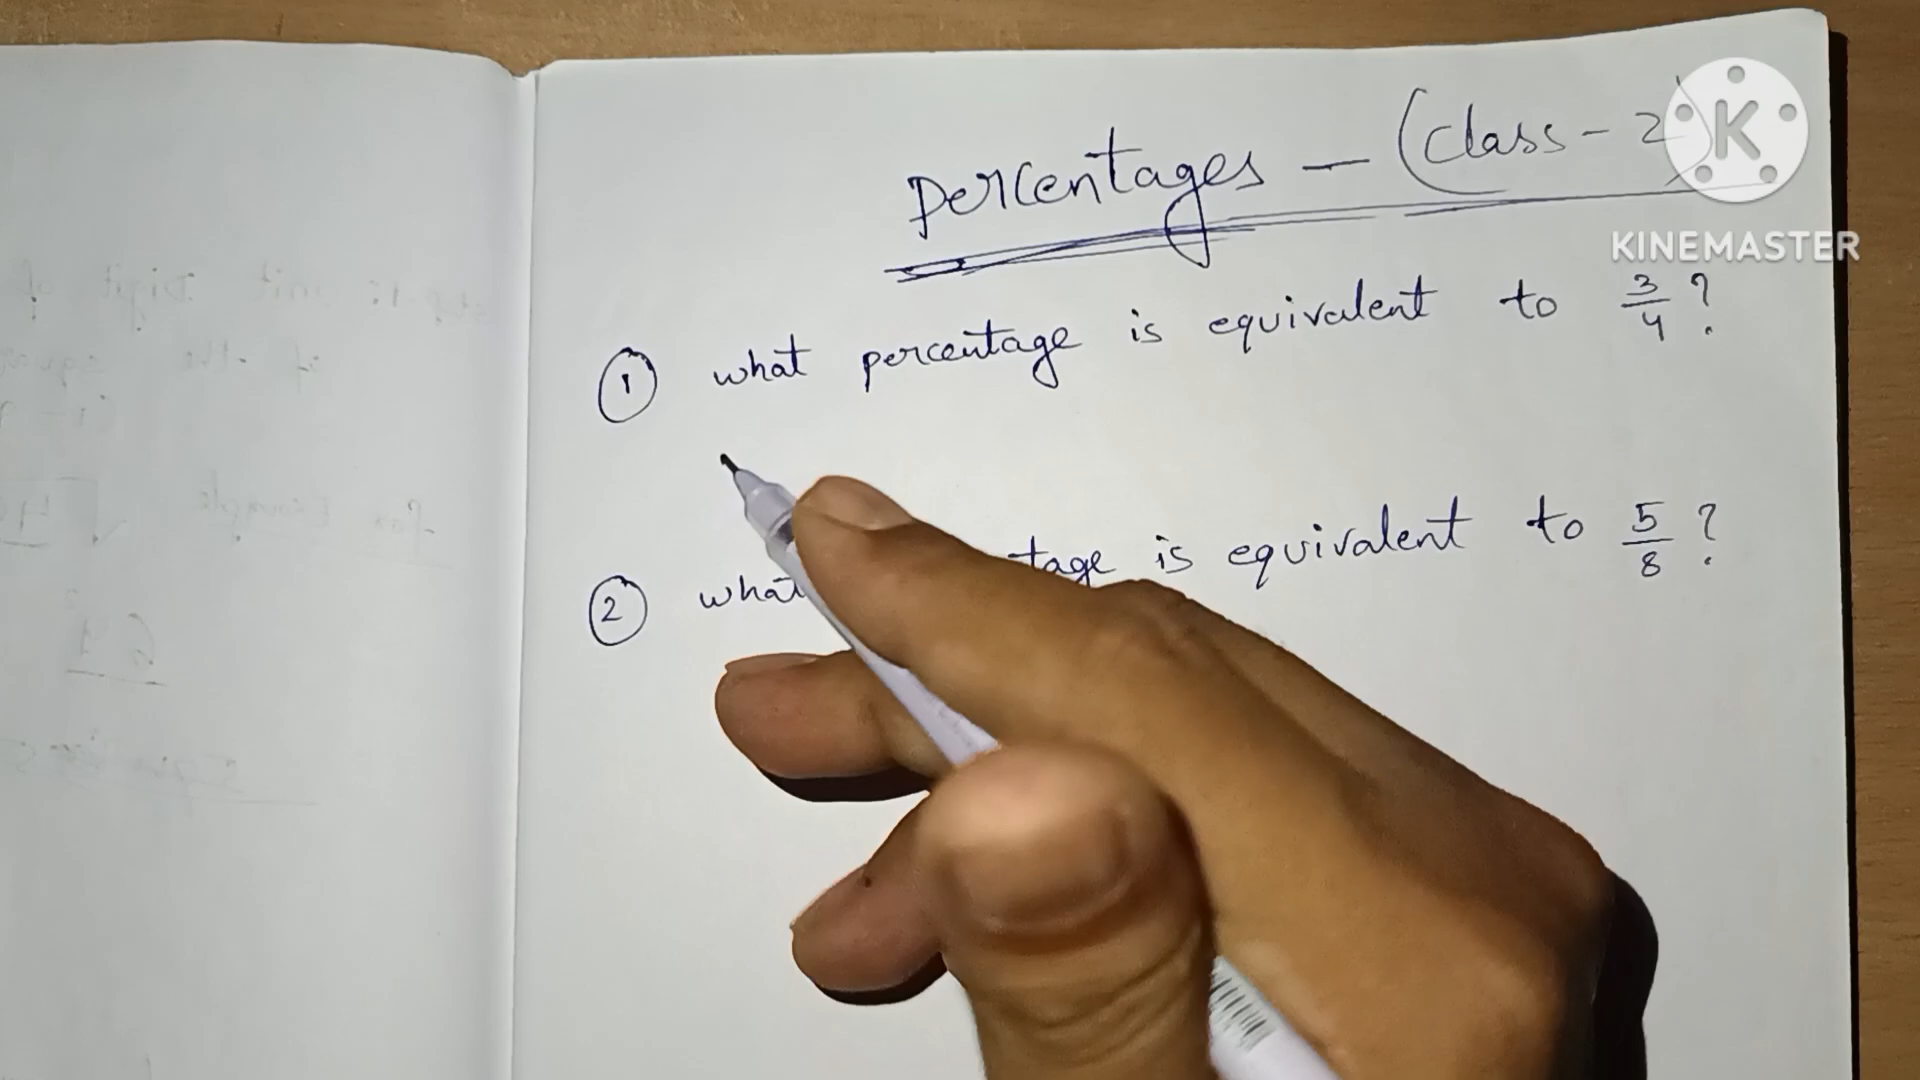 Percentages - (class - 2)
K
KINEMASTER
① what percentage is equivalent to 3/4 ?
② what tage is equivalent to 5/8 ?